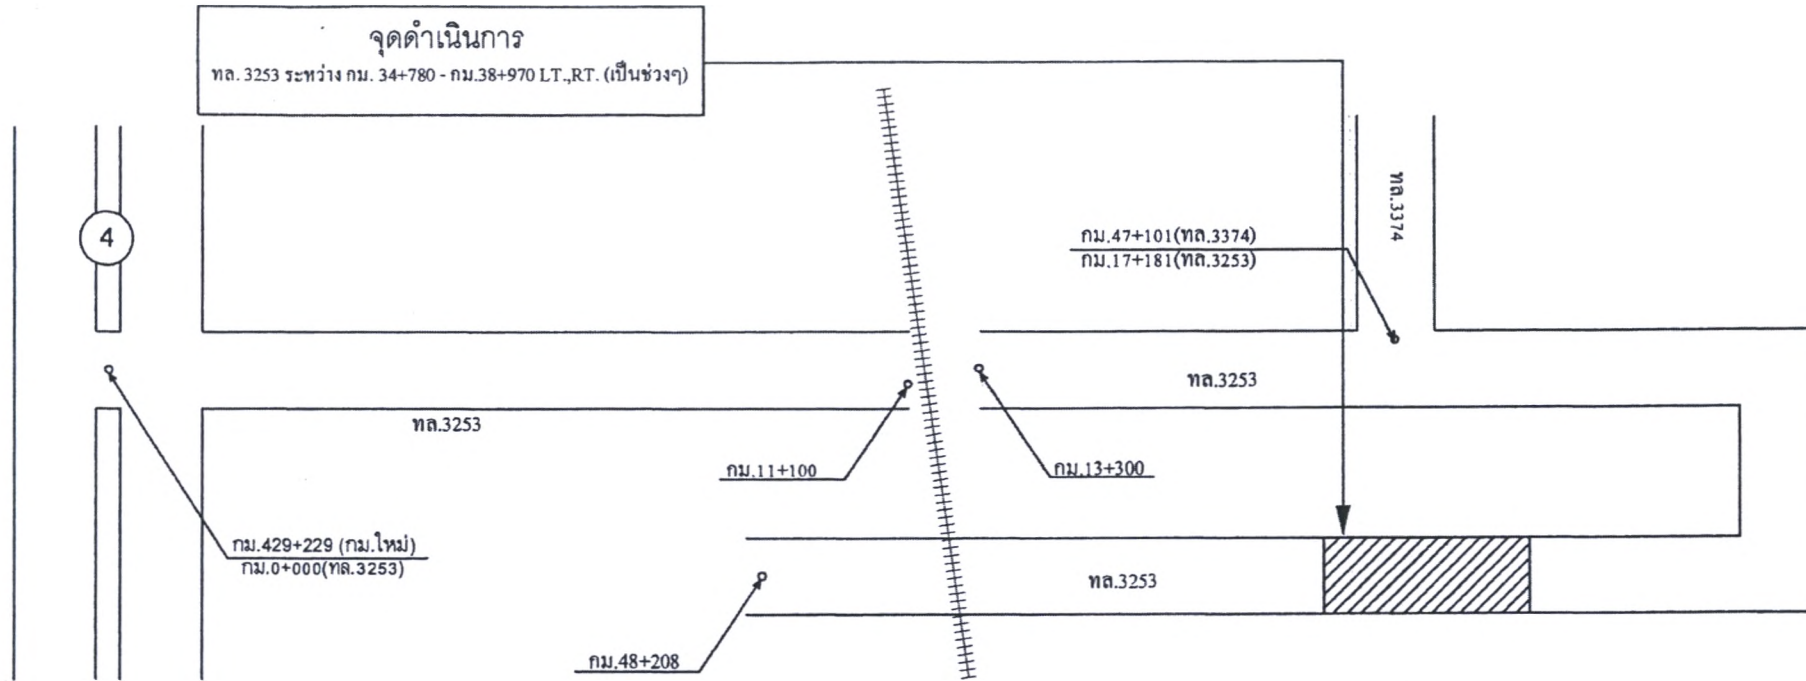 จุดดำเนินการ
ทล. 3253 ระหว่าง กม. 34+780 - กม.38+970 LT.,RT. (เป็นช่วงๆ)
4
ทล.3374
กม.47+101(ทล.3374)
กม.17+181(ทล.3253)
ทล.3253
ทล.3253
กม.11+100
กม.13+300
กม.429+229 (กม.ใหม่)
กม.0+000(ทล.3253)
ทล.3253
กม.48+208